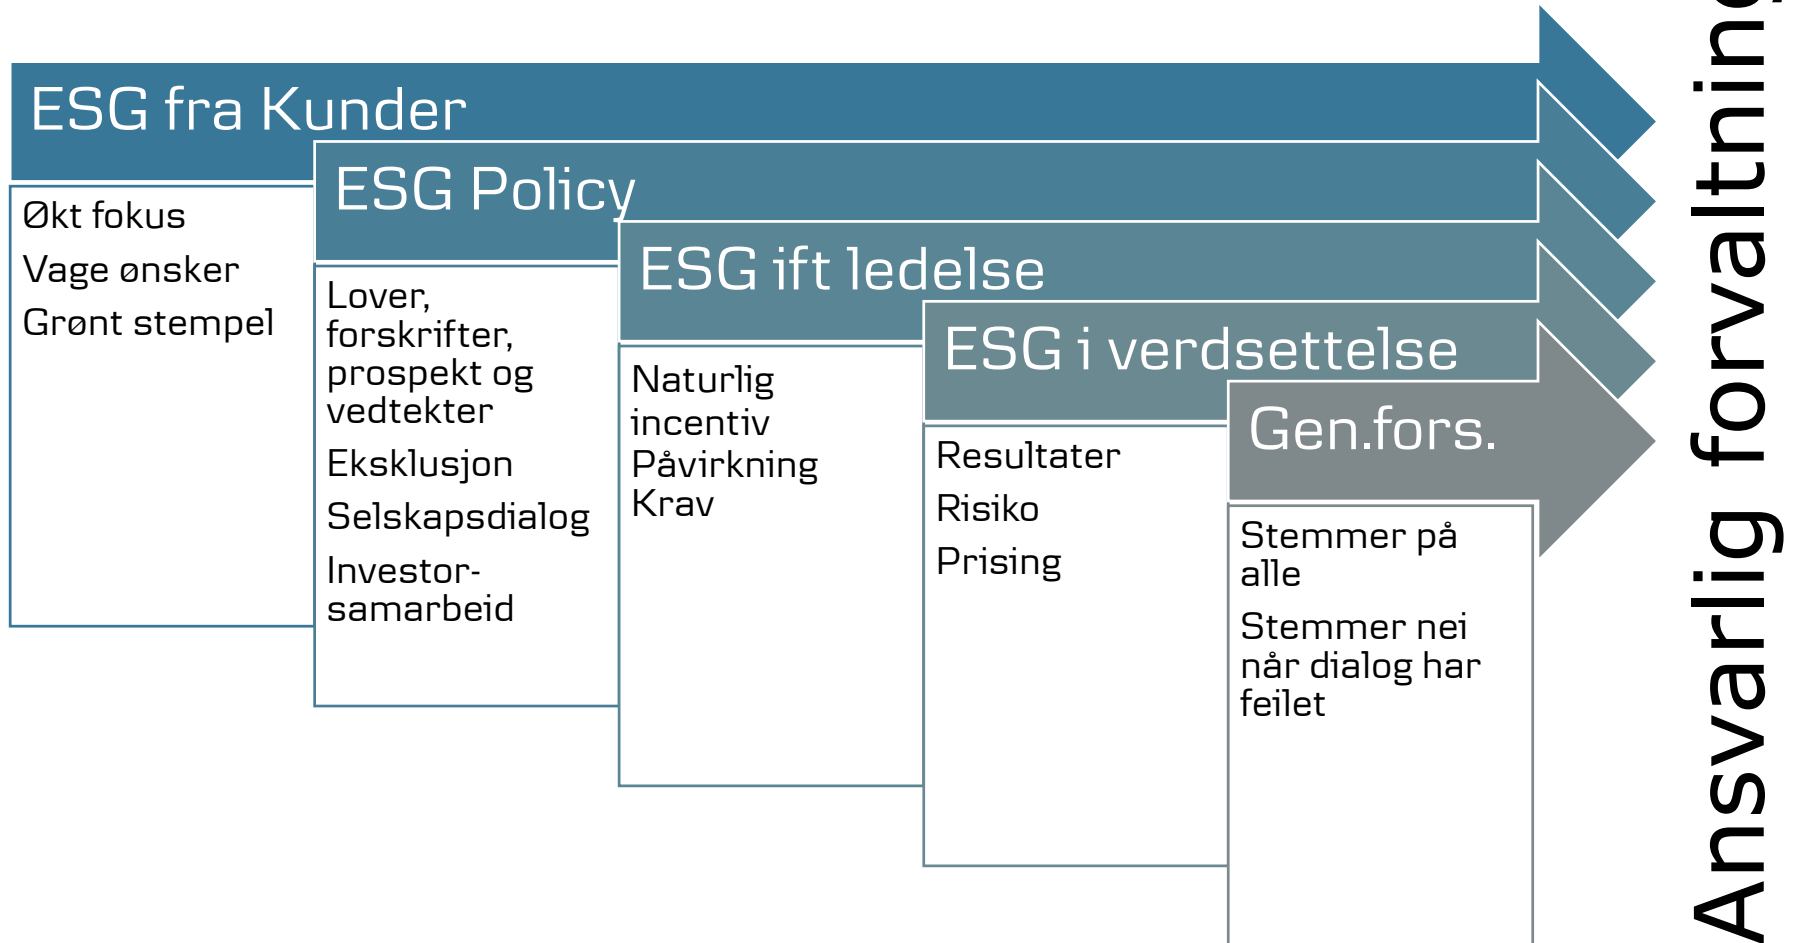 ESG fra Kunder
Økt fokus
Vage ønsker
Grønt stempel
ESG Policy
Lover,
forskrifter,
prospekt og
vedtekter
Eksklusjon
Selskapsdialog
Investor-
samarbeid
ESG ift ledelse
Naturlig
incentiv
Påvirkning
Krav
ESG i verdsettelse
Resultater
Risiko
Prising
Gen.fors.
Stemmer på
alle
Stemmer nei
når dialog har
feilet
Ansvarlig forvaltning